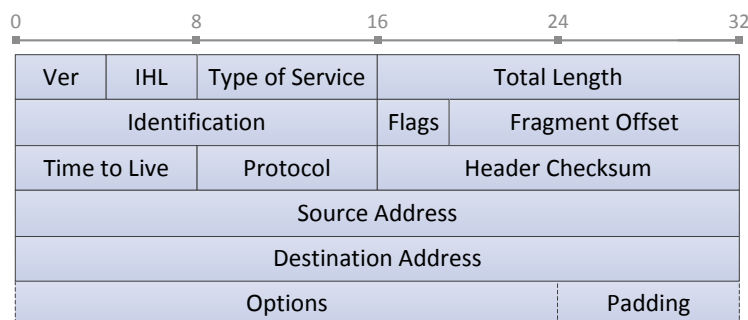 0 8 16 24 32
Ver IHL Type of Service Total Length
Identification Flags Fragment Offset
Time to Live Protocol Header Checksum
Source Address
Destination Address
Options Padding